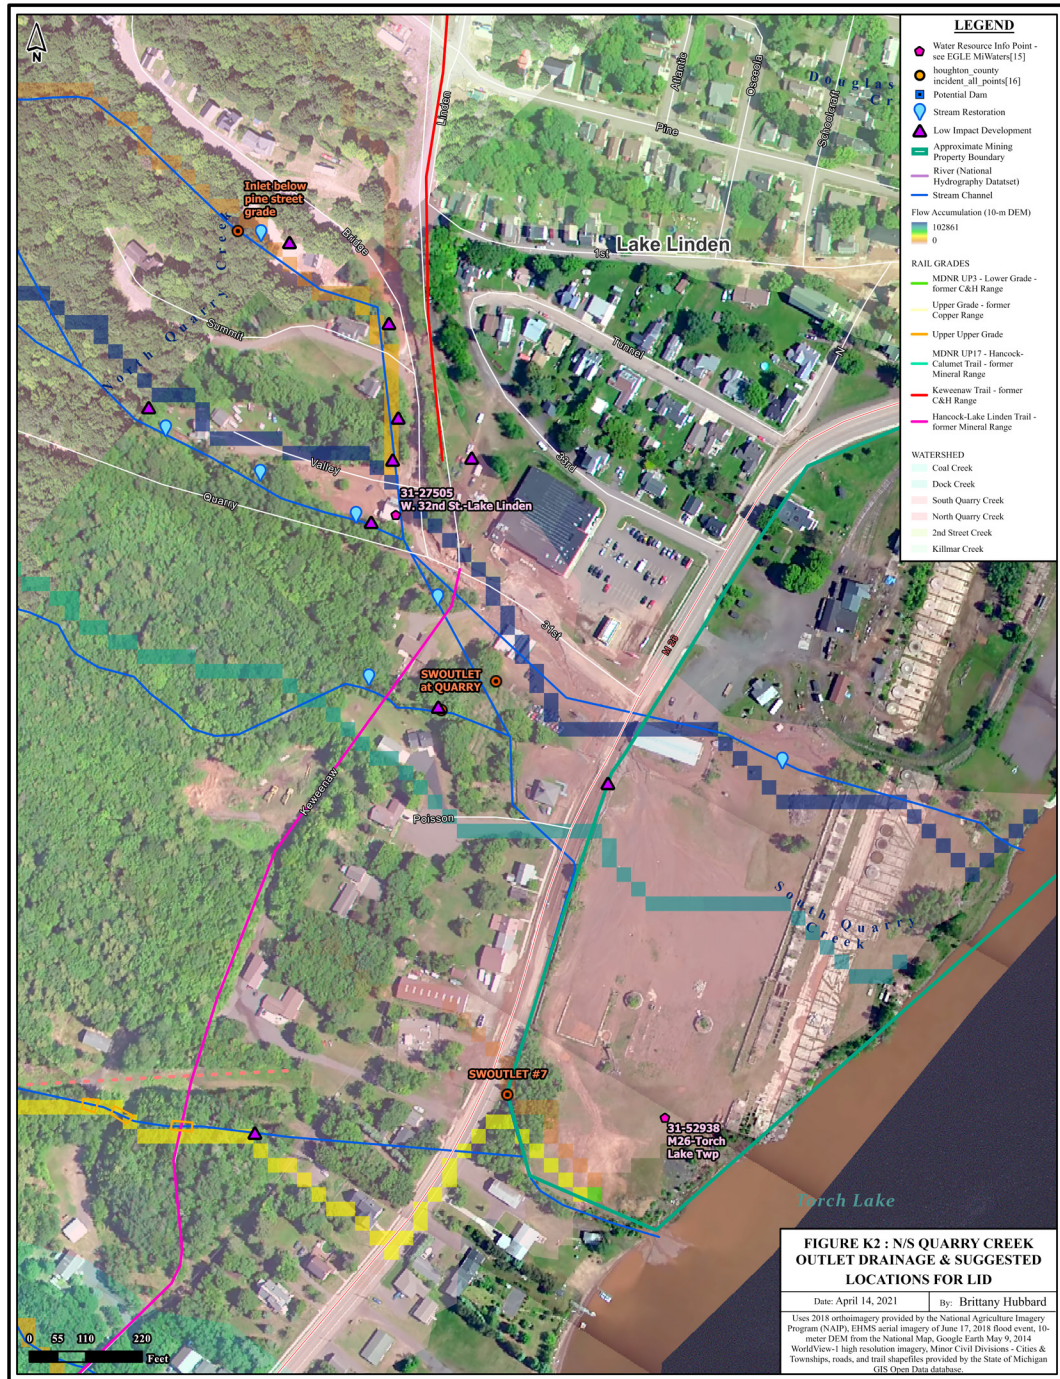 N
Linden
Atlantic
Osceola
Schoolcraft
Pine
Douglas
Cr
Inlet below
pine street
grade
Bridge
Lake Linden
1st
Summit
North Quarry Creek
Tunnel
33rd
Valley
Quarry
31-27505
W. 32nd St.-Lake Linden
31st
M 26
SWOUTLET
at QUARRY
Keweenaw
Poisson
South Quarry
Creek
SWOUTLET #7
31-52938
M26-Torch
Lake Twp
Torch Lake
0 55 110 220
Feet
LEGEND
Water Resource Info Point -
see EGLE MiWaters[15]
houghton_county
incident_all_points[16]
Potential Dam
Stream Restoration
Low Impact Development
Approximate Mining
Property Boundary
River (National
Hydrography Datatset)
Stream Channel
Flow Accumulation (10-m DEM)
102861
0
RAIL GRADES
MDNR UP3 - Lower Grade -
former C&H Range
Upper Grade - former
Copper Range
Upper Upper Grade
MDNR UP17 - Hancock-
Calumet Trail - former
Mineral Range
Keweenaw Trail - former
C&H Range
Hancock-Lake Linden Trail -
former Mineral Range
WATERSHED
Coal Creek
Dock Creek
South Quarry Creek
North Quarry Creek
2nd Street Creek
Killmar Creek
FIGURE K2 : N/S QUARRY CREEK
OUTLET DRAINAGE & SUGGESTED
LOCATIONS FOR LID
Date: April 14, 2021
By: Brittany Hubbard
Uses 2018 orthoimagery provided by the National Agriculture Imagery
Program (NAIP), EHMS aerial imagery of June 17, 2018 flood event, 10-
meter DEM from the National Map, Google Earth May 9, 2014
WorldView-1 high resolution imagery, Minor Civil Divisions - Cities &
Townships, roads, and trail shapefiles provided by the State of Michigan
GIS Open Data database.